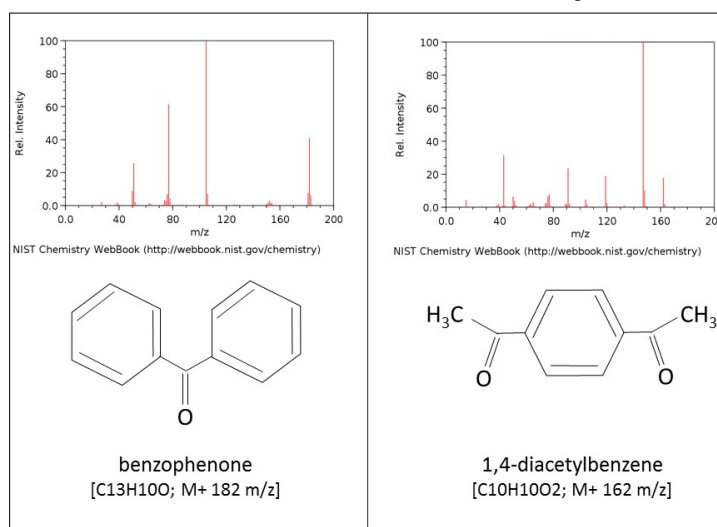 100
80
60
40
20
0
0.0 40 80 120 160 200
Rel. Intensity
m/z
NIST Chemistry WebBook (http://webbook.nist.gov/chemistry)
O
benzophenone
[C13H10O; M+ 182 m/z]
100
80
60
40
20
0.0
0.0 40 80 120 160 200
Rel. Intensity
m/z
NIST Chemistry WebBook (http://webbook.nist.gov/chemistry)
H3C CH3
O O
1,4-diacetylbenzene
[C10H10O2; M+ 162 m/z]